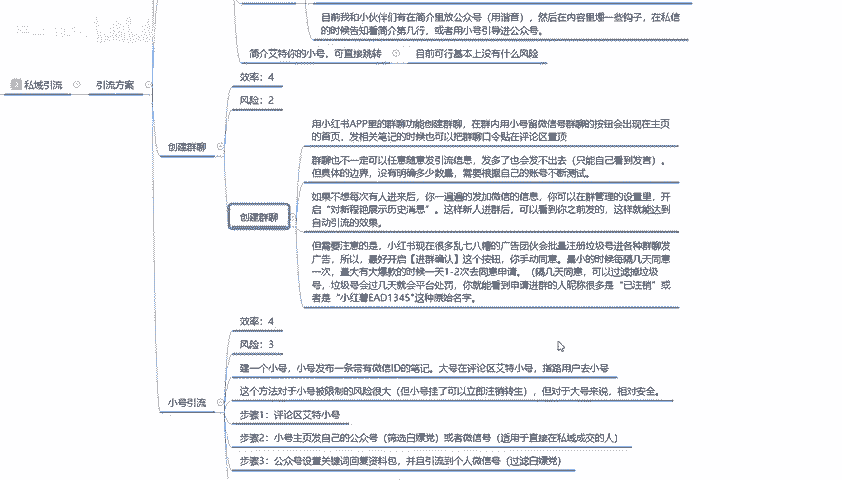 目前我和小伙伴们有在简介里放公众号（用谐音），然后在内容里埋一些钩子，在私信
的时候告知看简介第几行，或者用小号引导进公众号。
简介艾特你的小号，可直接跳转
目前可行基本上没有什么风险
私域引流
引流方案
效率：4
风险：2
创建群聊
用小红书APP里的群聊功能创建群聊，在群内用小号留微信号群聊的按钮会出现在主页
的首页，发相关笔记的时候也可以把群聊口令贴在评论区置顶
群聊也不一定可以任意随意发引流信息，发多了也会发不出去（只能自己看到发言）。
但具体的边界，没有明确多少数量，需要根据自己的账号不断测试。
创建群聊
如果不想每次有人进来后，你一遍遍的发加微信的信息，你可以在群管理的设置里，开
启“对新程艳展示历史消息”。这样新人进群后，可以看到你之前发的，这样就能达到
自动引流的效果。
但需要注意的是，小红书现在很多乱七八糟的广告团伙会批量注册垃圾号进各种群聊发
广告，所以，最好开启【进群确认】这个按钮，你手动同意。量小的时候每隔几天同意
一次，量大有大爆款的时候一天1-2次去同意申请。（隔几天同意，可以过滤掉垃圾
号，垃圾号会过几天就会平台处罚，你就能看到申请进群的人昵称很多是“已注销”或
者是“小红薯EAD1345”这种原始名字。
效率：4
风险：3
建一个小号，小号发布一条带有微信ID的笔记。大号在评论区艾特小号，指路用户去小号
这个方法对于小号被限制的风险很大（但小号挂了可以立即注销转生），但对于大号来说，相对安全。
小号引流
步骤1：评论区艾特小号
步骤2：小号主页发自己的公众号（筛选白嫖党）或者微信号（适用于直接在私域成交的人）
步骤3：公众号设置关键词回复资料包，并且引流到个人微信号（过滤白嫖党）